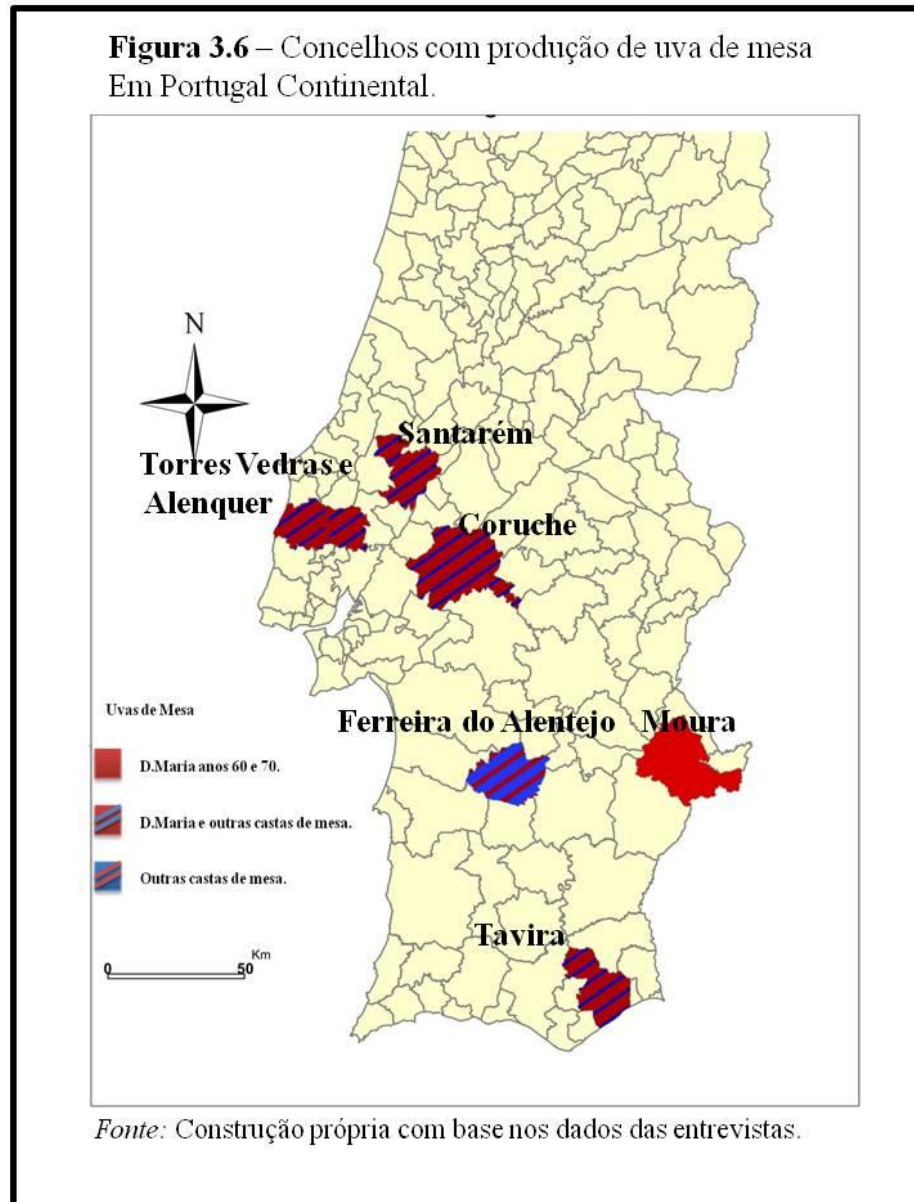 Figura 3.6 – Concelhos com produção de uva de mesa
Em Portugal Continental.
N
Santarém
Torres Vedras e
Alenquer
Coruche
Ferreira do Alentejo
Moura
Uvas de Mesa
D.Maria anos 60 e 70.
D.Maria e outras castas de mesa.
Outras castas de mesa.
Tavira
Km
0
50
Fonte: Construção própria com base nos dados das entrevistas.